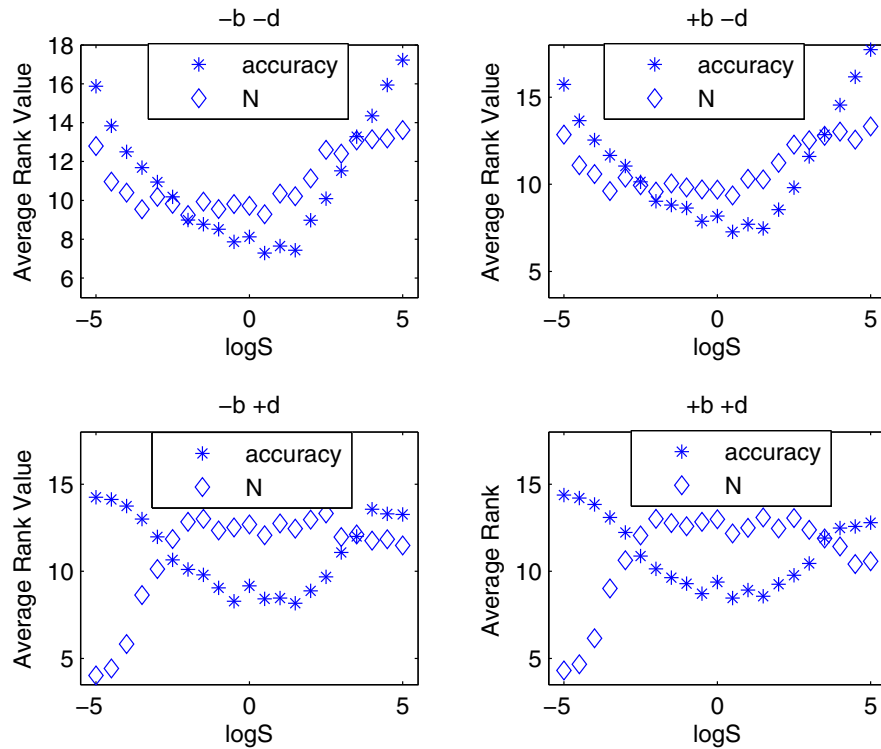 −b −d
Average Rank Value
18
16
14
12
10
8
6
accuracy
N
−5
0
5
logS
+b −d
Average Rank Value
15
10
5
accuracy
N
−5
0
5
logS
−b +d
Average Rank Value
15
10
5
accuracy
N
−5
0
5
logS
+b +d
Average Rank
15
10
5
accuracy
N
−5
0
5
logS